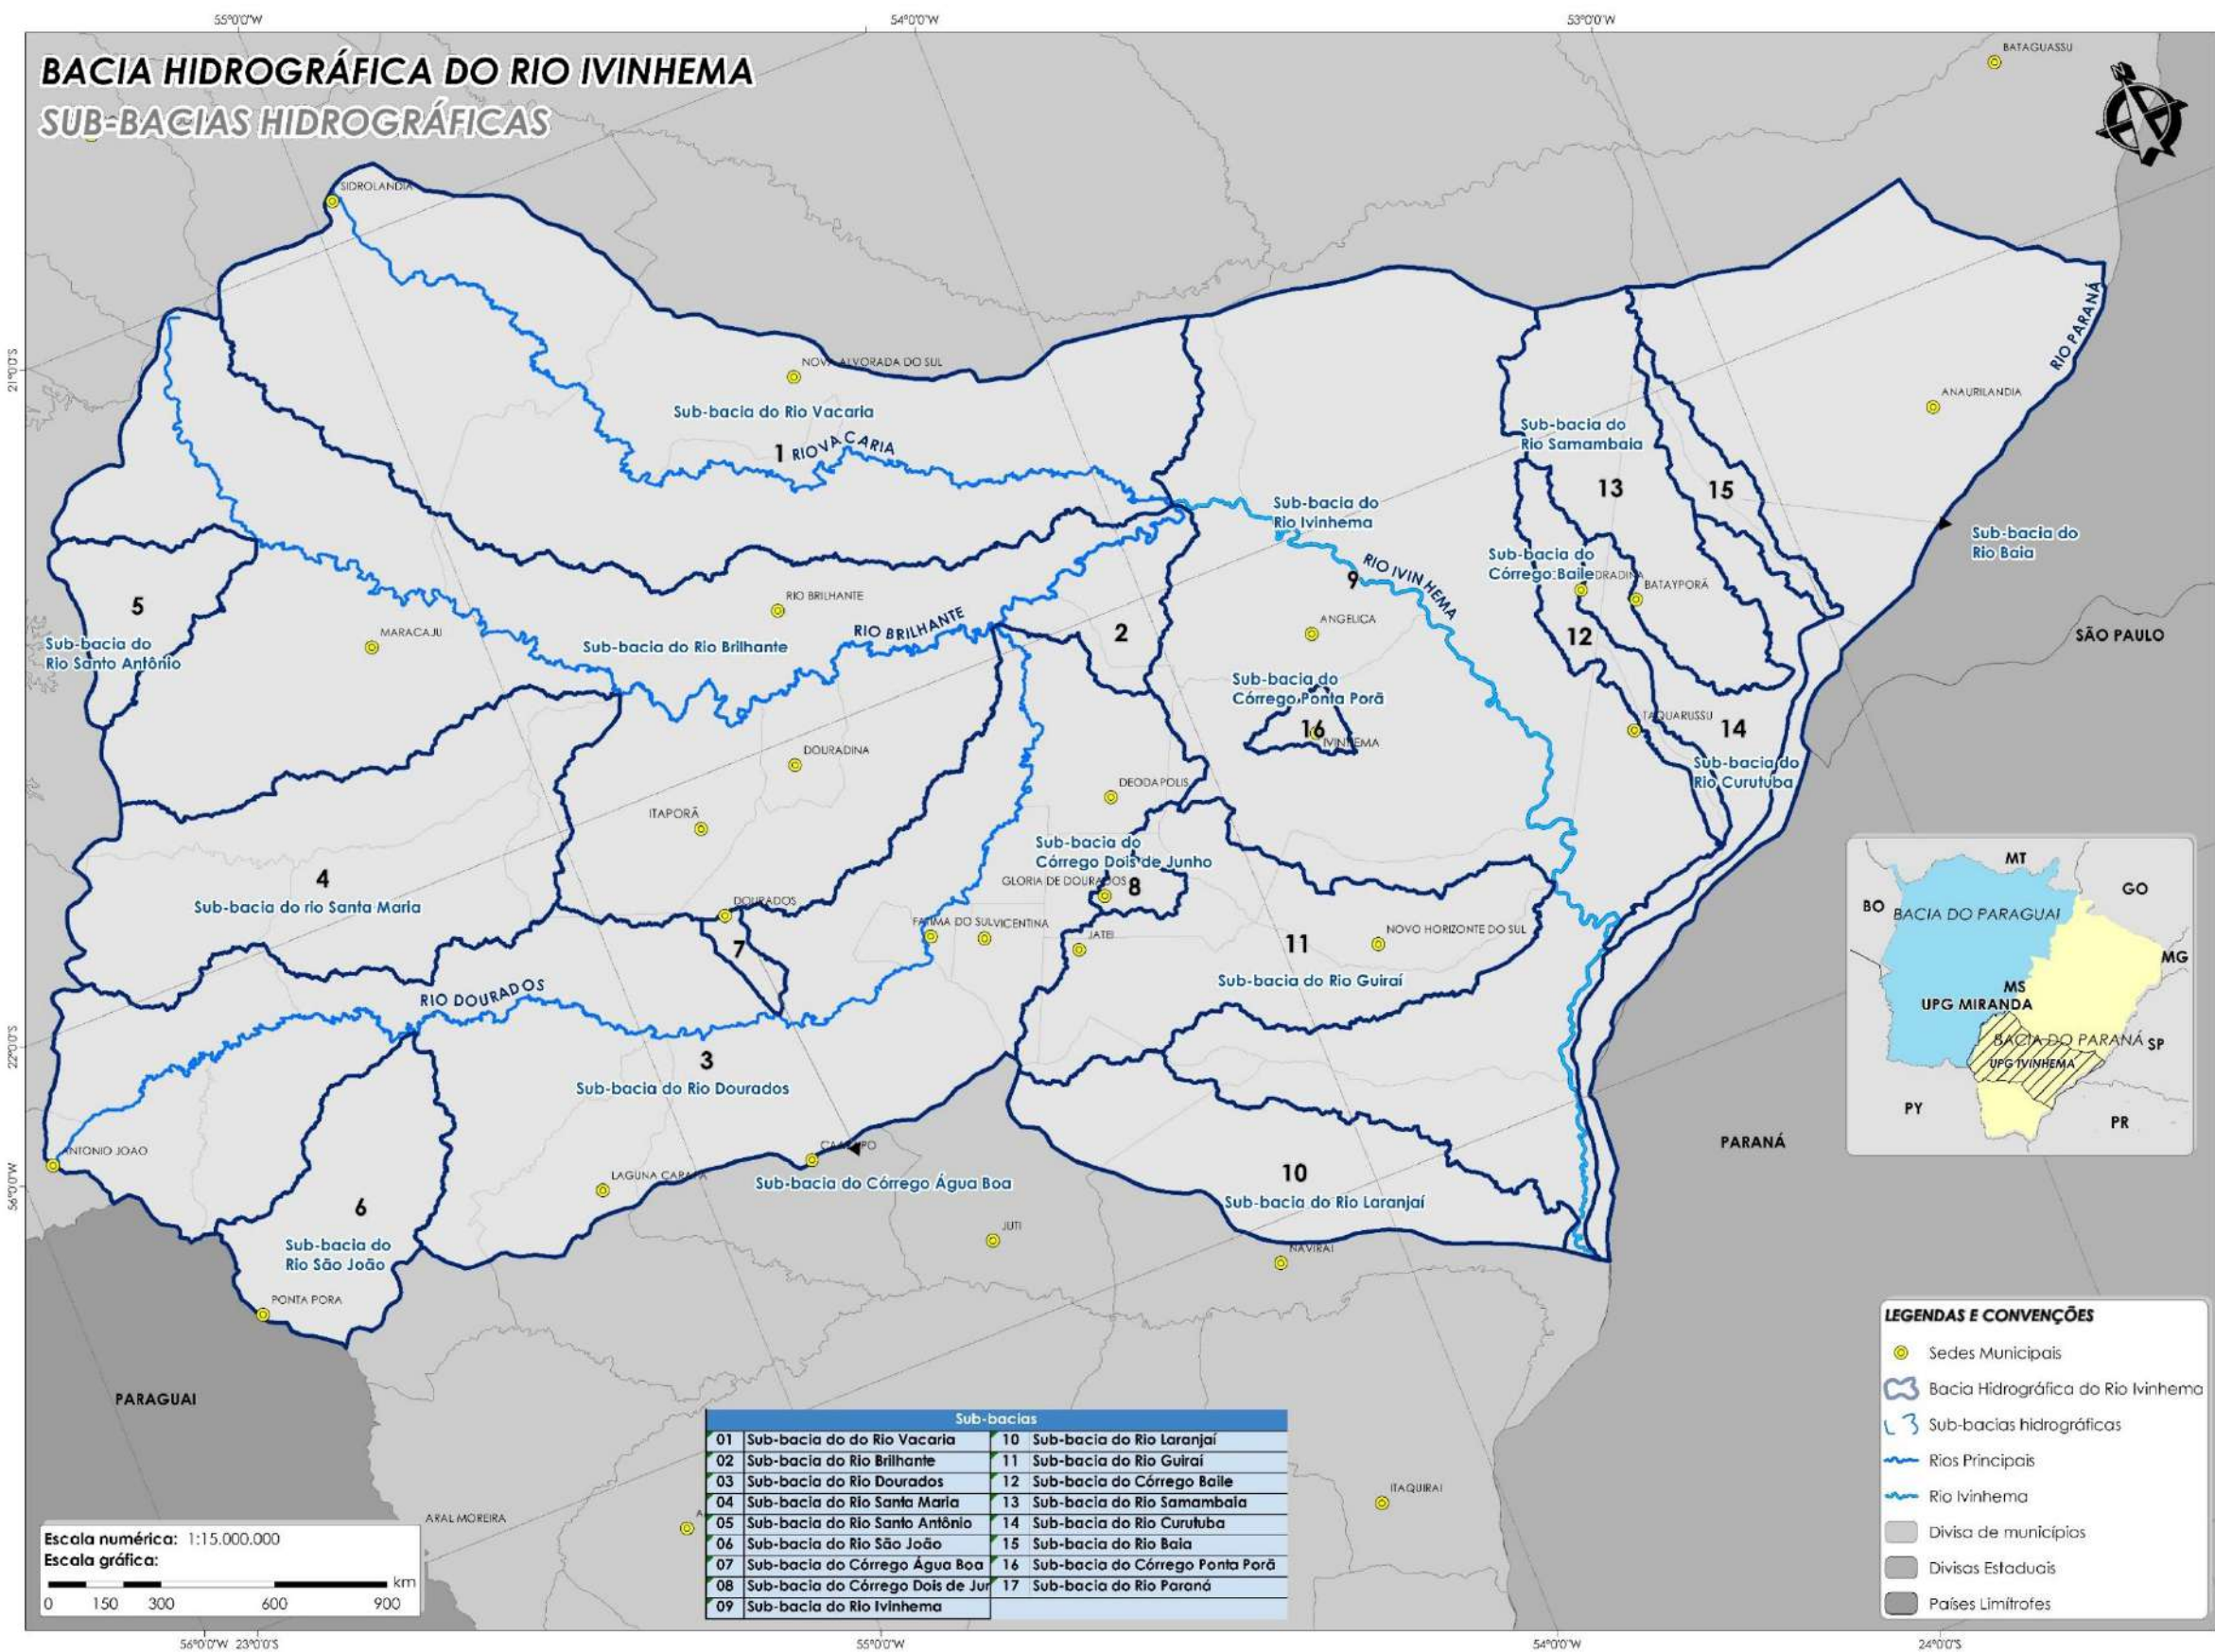 55°0'0"W
54°0'0"W
53°0'0"W
BACIA HIDROGRÁFICA DO RIO IVINHEMA
SUB-BACIAS HIDROGRÁFICAS
BATAGUASSU
N
SIDROLANDIA
RIO PARANÁ
21°0'0"S
NOVA ALVORADA DO SUL
ANAURILANDIA
Sub-bacia do Rio Vacaria
1
RIO VACARIA
Sub-bacia do
Rio Samambaia
13
15
Sub-bacia do
Rio Ivinhema
Sub-bacia do
Rio Baia
RIO IVINHEMA
9
Sub-bacia do
Córrego Baile
BATAYPORÃ
5
Sub-bacia do
Rio Santo Antônio
MARACAJU
RIO BRILHANTE
Sub-bacia do Rio Brilhante
RIO BRILHANTE
2
ANGELICA
12
SÃO PAULO
Sub-bacia do
Córrego Ponta Porã
16
IVINHEMA
TAQUARUSSU
14
Sub-bacia do
Rio Curutuba
DOURADINA
DEODAPOLIS
ITAPORÃ
Sub-bacia do
Córrego Dois de Junho
GLORIA DE DOURADOS
8
4
Sub-bacia do rio Santa Maria
DOURADOS
7
FATIMA DO SUL
VICENTINA
JATEI
11
NOVO HORIZONTE DO SUL
Sub-bacia do Rio Guiraí
RIO DOURADOS
22°0'0"S
3
Sub-bacia do Rio Dourados
ANTONIO JOAO
56°0'0"W
LAGUNA CARAPA
Sub-bacia do Córrego Água Boa
10
Sub-bacia do Rio Laranjaí
6
Sub-bacia do
Rio São João
JUTI
NAVIRAI
PONTA PORA
PARANÁ
MT
GO
BO
BACIA DO PARAGUAI
MG
MS
UPG MIRANDA
BACIA DO PARANÁ
SP
UPG IVINHEMA
PY
PR
PARAGUAI
ARAL MOREIRA
ITAQUIRAI
LEGENDAS E CONVENÇÕES
Sedes Municipais
Bacia Hidrográfica do Rio Ivinhema
Sub-bacias hidrográficas
Rios Principais
Rio Ivinhema
Divisa de municípios
Divisas Estaduais
Países Limítrofes
Sub-bacias
01 Sub-bacia do do Rio Vacaria 10 Sub-bacia do Rio Laranjaí
02 Sub-bacia do Rio Brilhante 11 Sub-bacia do Rio Guiraí
03 Sub-bacia do Rio Dourados 12 Sub-bacia do Córrego Baile
04 Sub-bacia do Rio Santa Maria 13 Sub-bacia do Rio Samambaia
05 Sub-bacia do Rio Santo Antônio 14 Sub-bacia do Rio Curutuba
06 Sub-bacia do Rio São João 15 Sub-bacia do Rio Baia
07 Sub-bacia do Córrego Água Boa 16 Sub-bacia do Córrego Ponta Porã
08 Sub-bacia do Córrego Dois de Jur 17 Sub-bacia do Rio Paraná
09 Sub-bacia do Rio Ivinhema
Escala numérica: 1:15.000.000
Escala gráfica:
km
0 150 300 600 900
56°0'0"W 23°0'0"S
55°0'0"W
54°0'0"W
24°0'0"S